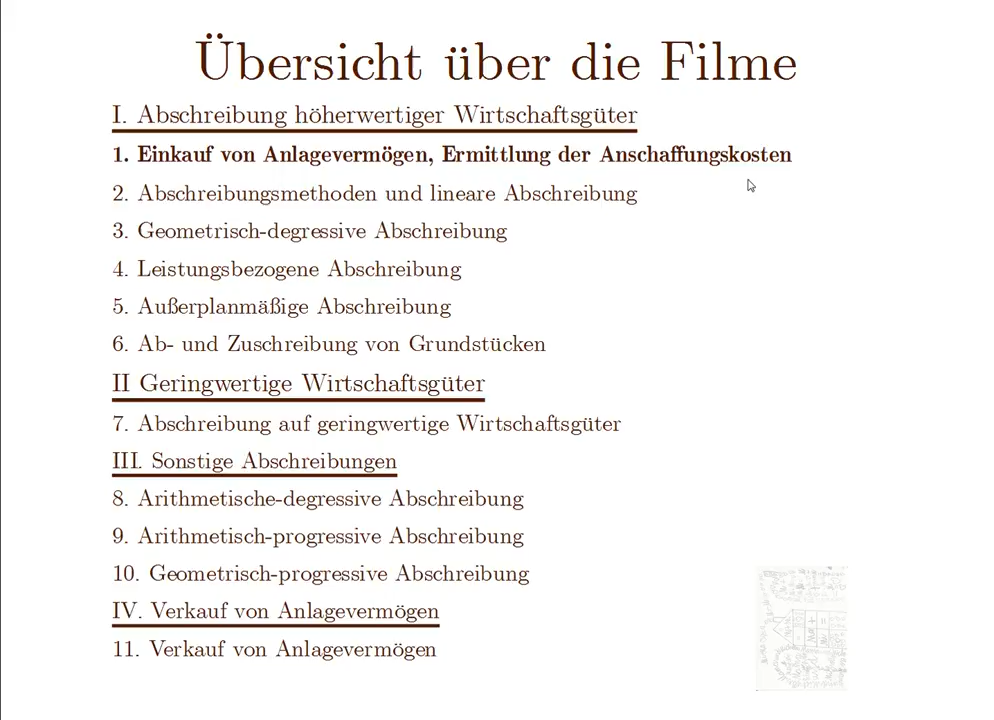 Übersicht über die Filme
I. Abschreibung höherwertiger Wirtschaftsgüter
1. Einkauf von Anlagevermögen, Ermittlung der Anschaffungskosten
2. Abschreibungsmethoden und lineare Abschreibung
3. Geometrisch-degressive Abschreibung
4. Leistungsbezogene Abschreibung
5. Außerplanmäßige Abschreibung
6. Ab- und Zuschreibung von Grundstücken
II Geringwertige Wirtschaftsgüter
7. Abschreibung auf geringwertige Wirtschaftsgüter
III. Sonstige Abschreibungen
8. Arithmetische-degressive Abschreibung
9. Arithmetisch-progressive Abschreibung
10. Geometrisch-progressive Abschreibung
IV. Verkauf von Anlagevermögen
11. Verkauf von Anlagevermögen